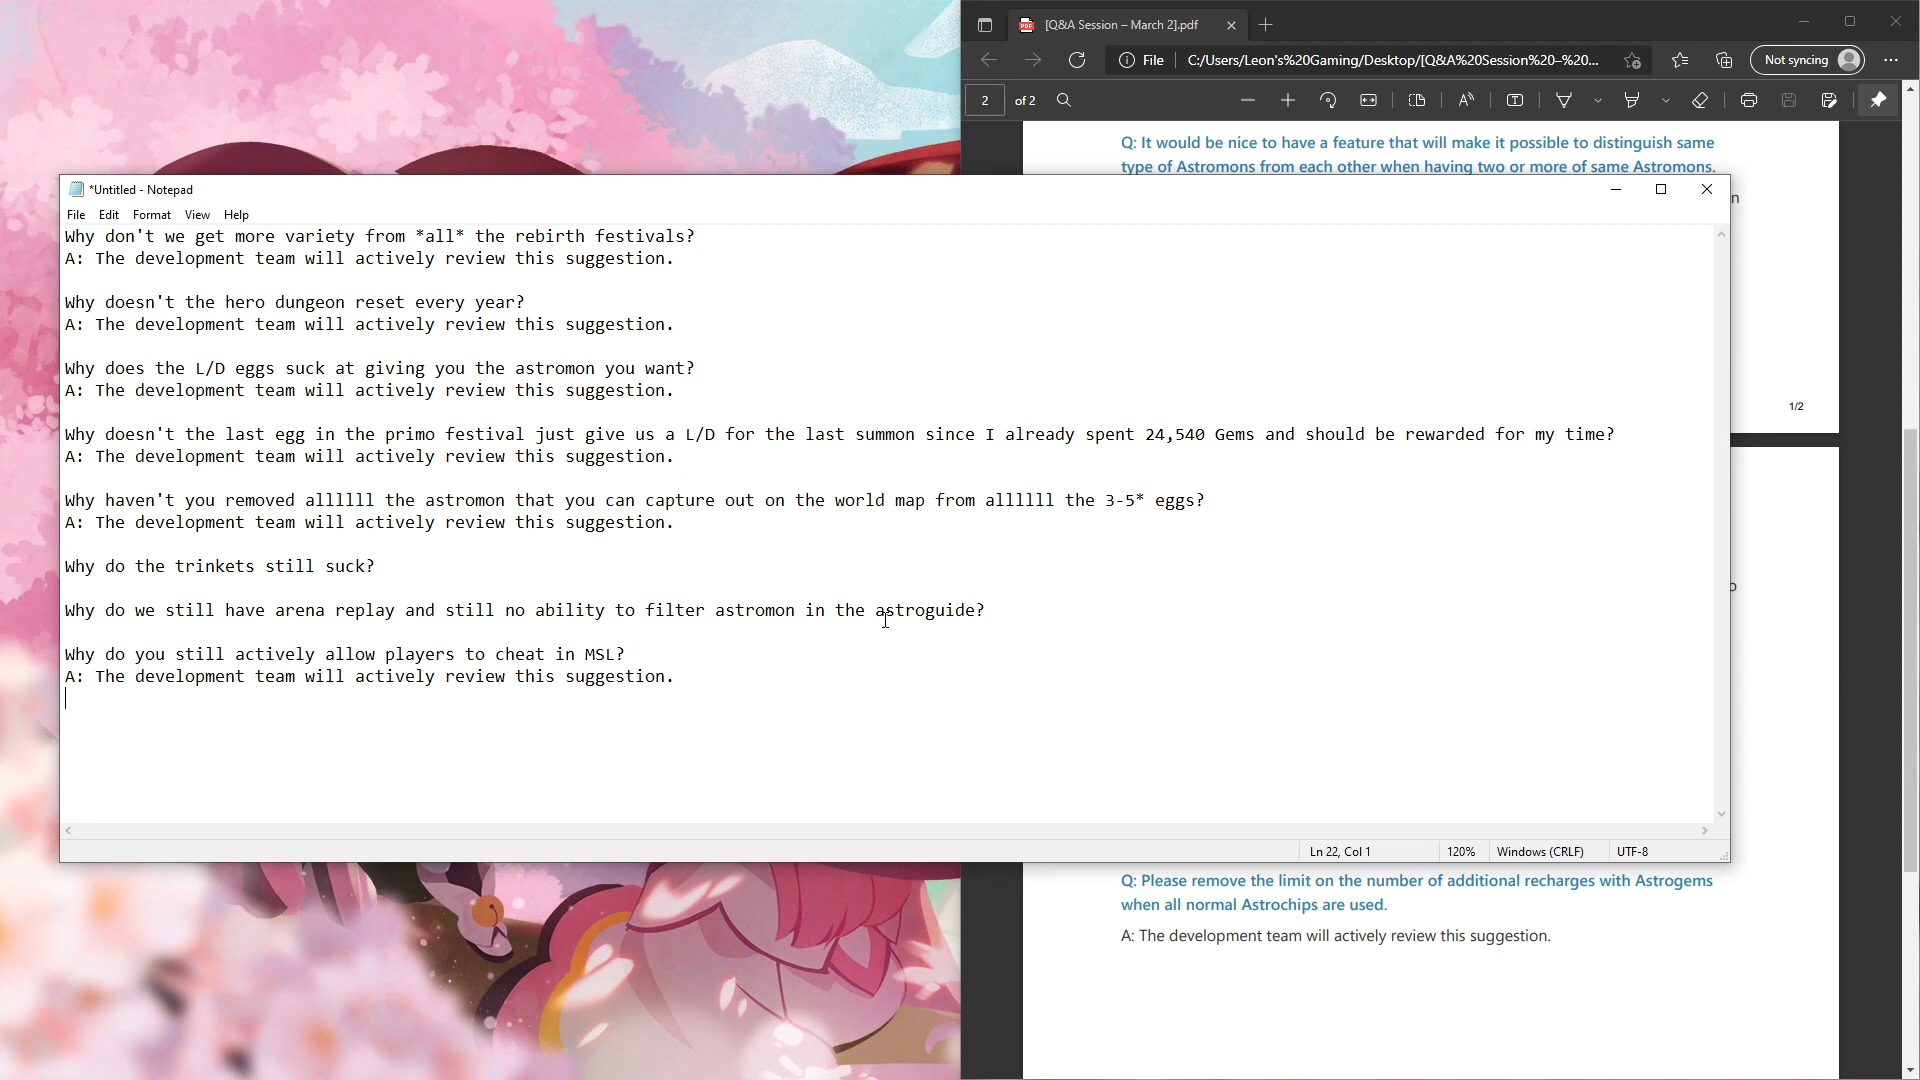 [Q&A Session – March 2].pdf
File
C:/Users/Leon's%20Gaming/Desktop/[Q&A%20Session%20–%20...
Not syncing
2
of 2
Q: It would be nice to have a feature that will make it possible to distinguish same
type of Astromons from each other when having two or more of same Astromons.
n
1/2
*Untitled - Notepad
File Edit Format View Help
Why don't we get more variety from *all* the rebirth festivals?
A: The development team will actively review this suggestion.
Why doesn't the hero dungeon reset every year?
A: The development team will actively review this suggestion.
Why does the L/D eggs suck at giving you the astromon you want?
A: The development team will actively review this suggestion.
Why doesn't the last egg in the primo festival just give us a L/D for the last summon since I already spent 24,540 Gems and should be rewarded for my time?
A: The development team will actively review this suggestion.
Why haven't you removed allllll the astromon that you can capture out on the world map from allllll the 3-5* eggs?
A: The development team will actively review this suggestion.
Why do the trinkets still suck?
Why do we still have arena replay and still no ability to filter astromon in the astroguide?
Why do you still actively allow players to cheat in MSL?
A: The development team will actively review this suggestion.
Ln 22, Col 1
120%
Windows (CRLF)
UTF-8
Q: Please remove the limit on the number of additional recharges with Astrogems
when all normal Astrochips are used.
A: The development team will actively review this suggestion.